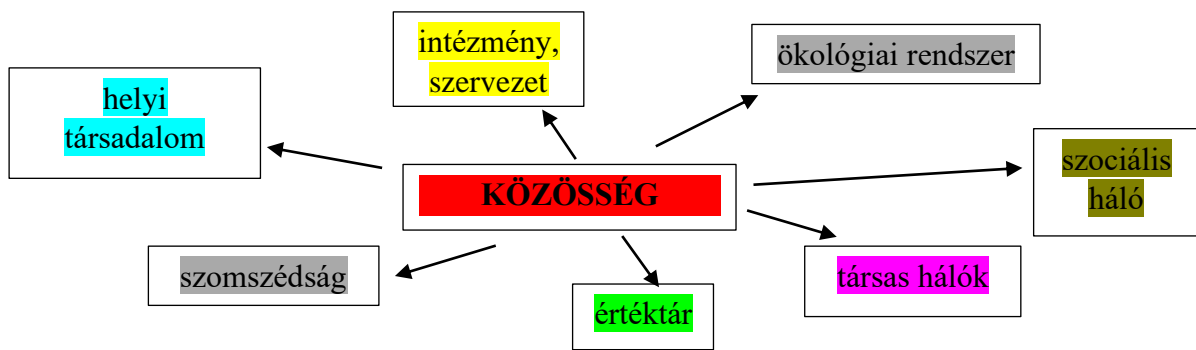 intézmény,
szervezet
ökológiai rendszer
helyi
társadalom
szociális
háló
KÖZÖSSÉG
szomszédság
társas hálók
értéktár